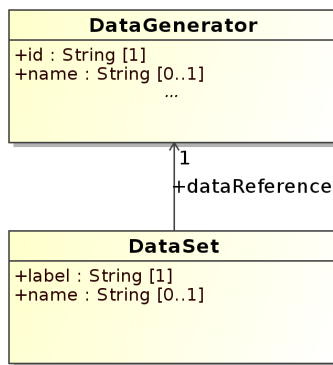 DataGenerator
+id : String [1]
+name : String [0..1]
...
1
+dataReference
DataSet
+label : String [1]
+name : String [0..1]